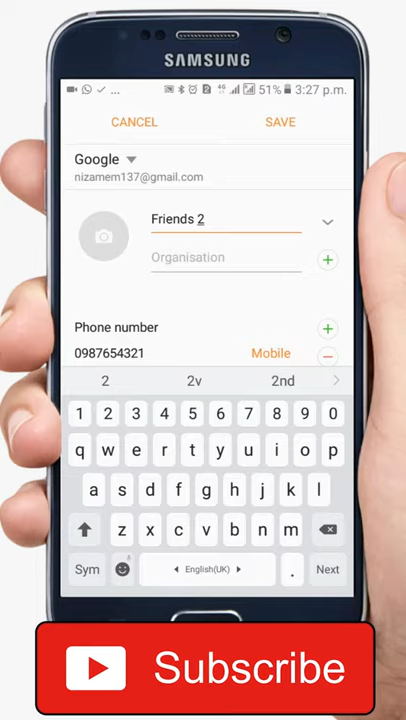 SAMSUNG
... 4G 51% 3:27 p.m.
CANCEL SAVE
Google
nizamem137@gmail.com
Friends 2
Organisation
Phone number
0987654321 Mobile
2 2v 2nd
1 2 3 4 5 6 7 8 9 0
q w e r t y u i o p
a s d f g h j k l
z x c v b n m
Sym English(UK) . Next
Subscribe